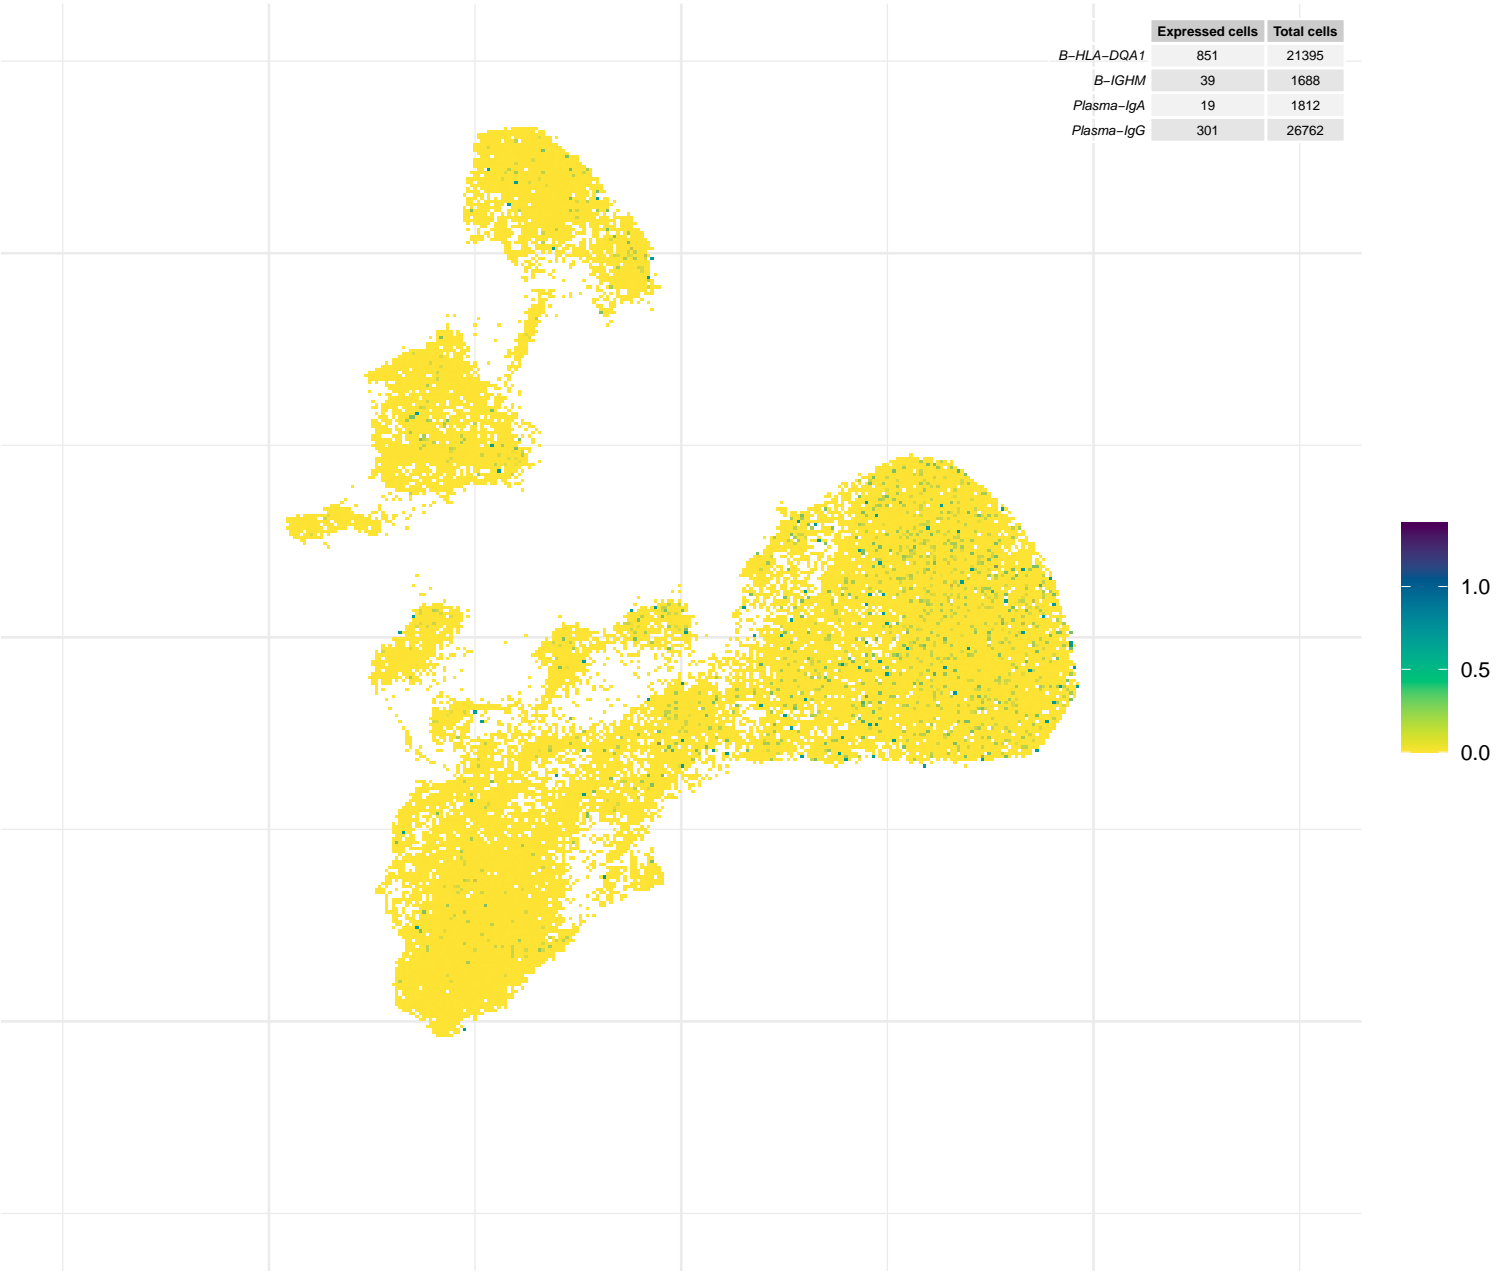 Expressed cells Total cells
B−HLA−DQA1 851 21395
B−IGHM 39 1688
Plasma−IgA 19 1812
Plasma−IgG 301 26762
1.0
0.5
0.0